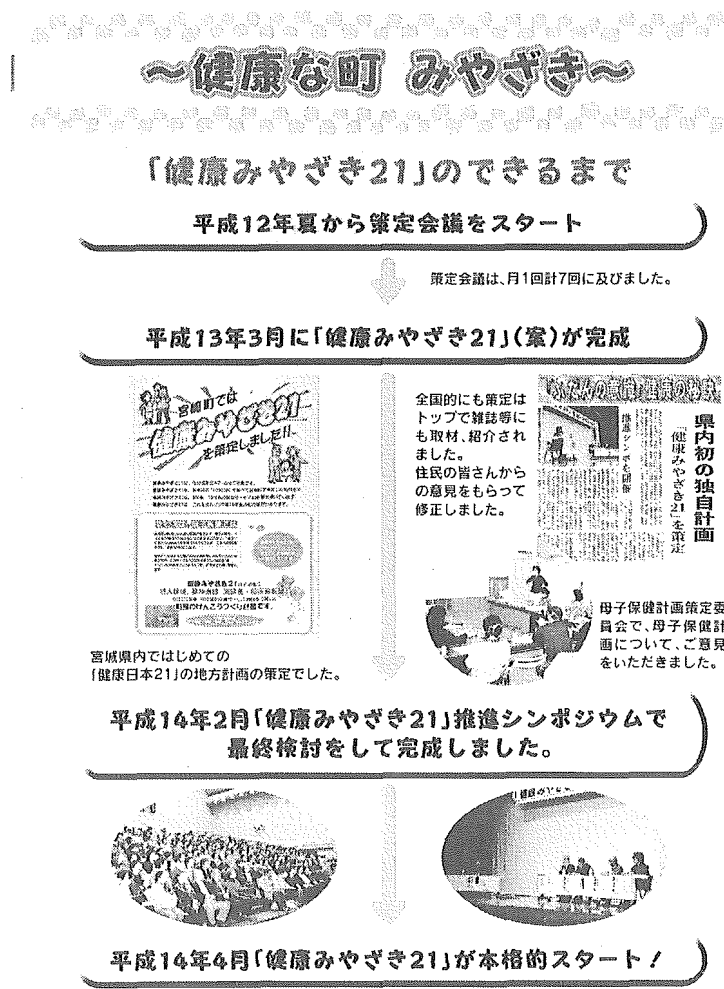 ～健康な町 みやざき～
「健康みやざき21」のできるまで
平成12年夏から策定会議をスタート
策定会議は、月1回計7回に及びました。
平成13年3月に「健康みやざき21」(案)が完成
宮崎町では
健康みやざき21
を策定しました!!
全国的にも策定は
トップで雑誌等に
も取材、紹介され
ました。
住民の皆さんから
の意見をもらって
修正しました。
県内初の独自計画
「健康みやざき21」を策定
推進シンポを開催
母子保健計画策定委
員会で、母子保健計
画について、ご意見
をいただきました。
宮城県内ではじめての
「健康日本21」の地方計画の策定でした。
平成14年2月「健康みやざき21」推進シンポジウムで
最終検討をして完成しました。
平成14年4月「健康みやざき21」が本格的スタート!